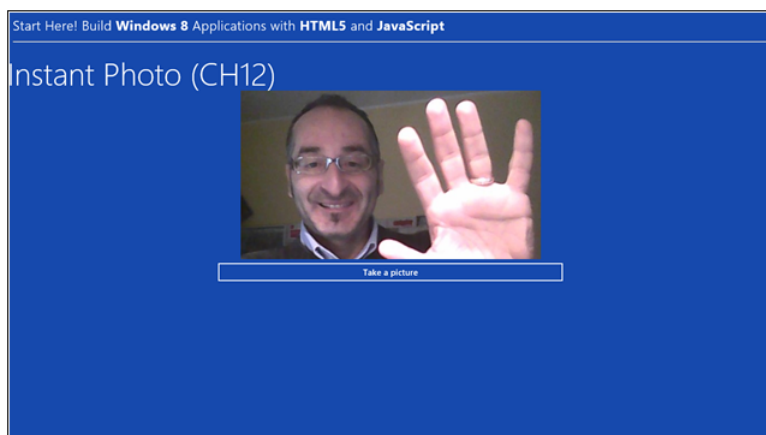 Start Here! Build Windows 8 Applications with HTML5 and JavaScript
Instant Photo (CH12)
Take a picture